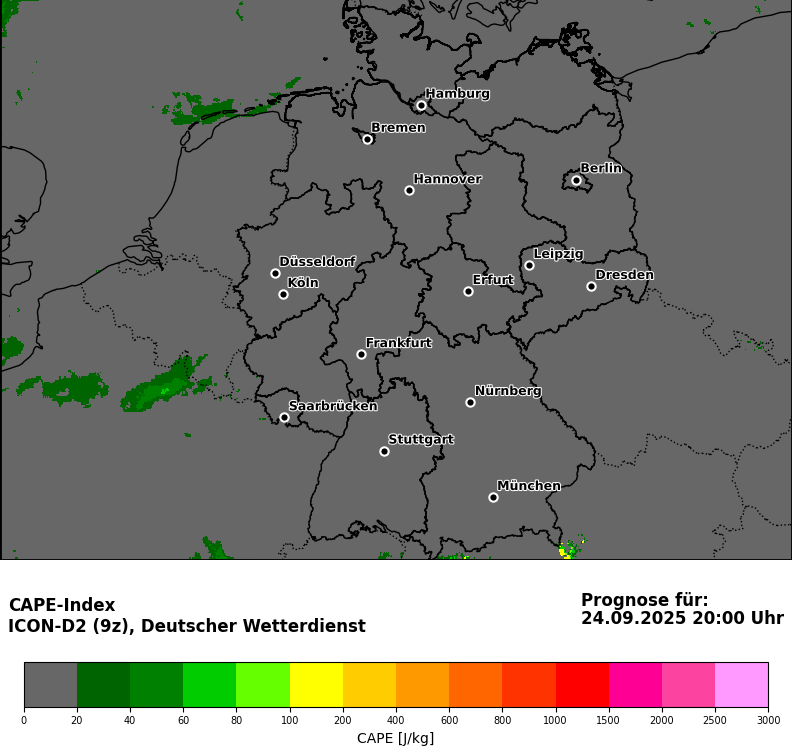 Hamburg
Bremen
Berlin
Hannover
Leipzig
Düsseldorf
Dresden
Köln
Erfurt
Frankfurt
Nürnberg
Saarbrücken
Stuttgart
München
CAPE-Index
ICON-D2 (9z), Deutscher Wetterdienst
Prognose für:
24.09.2025 20:00 Uhr
0 20 40 60 80 100 200 400 600 800 1000 1500 2000 2500 3000
CAPE [J/kg]